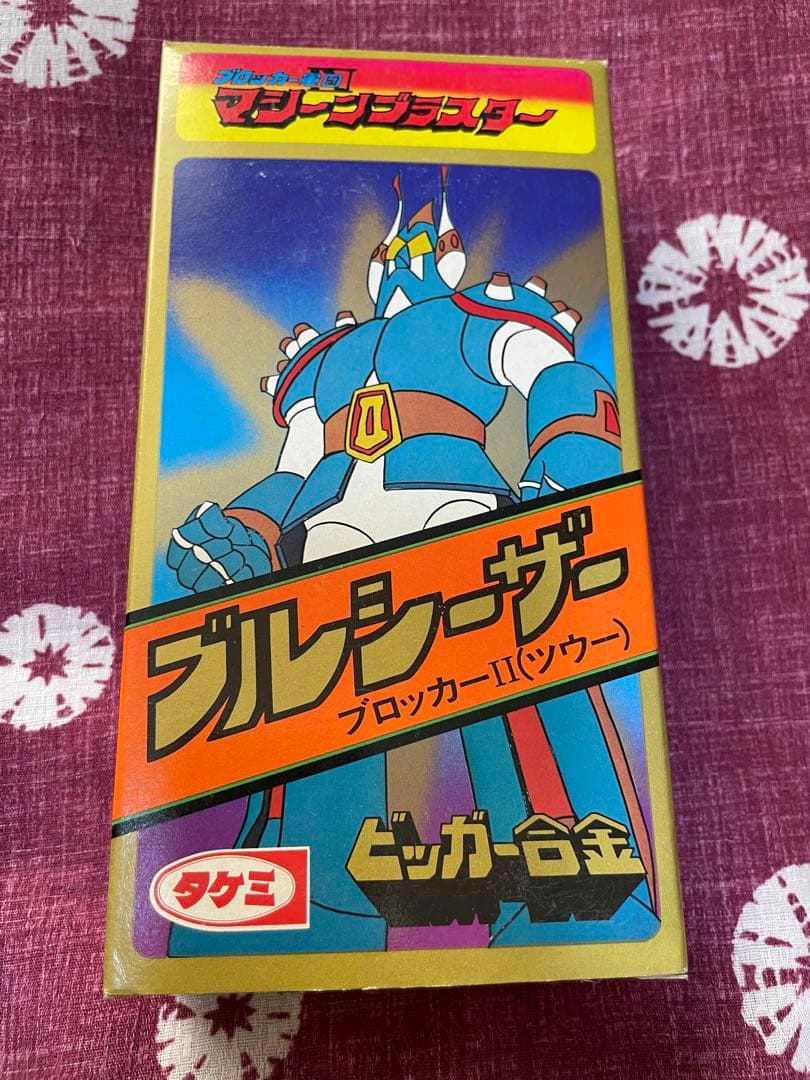 ブロッカー軍団Ⅳ
マシーンブラスター
II
ブルシーザー
ブロッカーII(ツゥー)
ビッガー合金
タケミ